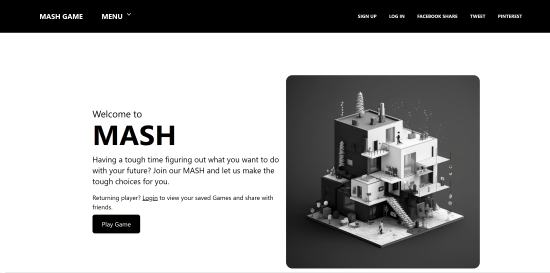 MASH GAME MENU SIGN UP LOG IN FACEBOOK SHARE TWEET PINTEREST
Welcome to
MASH
Having a tough time figuring out what you want to do
with your future? Join our MASH and let us make the
tough choices for you.
Returning player? Login to view your saved Games and share with
friends.
Play Game